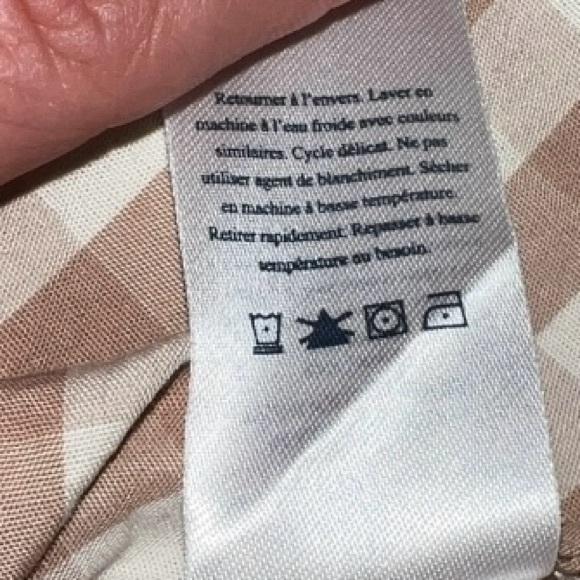 Retourner à l'envers. Laver en
machine à l'eau froide avec couleurs
similaires. Cycle délicat. Ne pas
utiliser agent de blanchiment. Sécher
en machine à basse température.
Retirer rapidement. Repasser à basse
température au besoin.